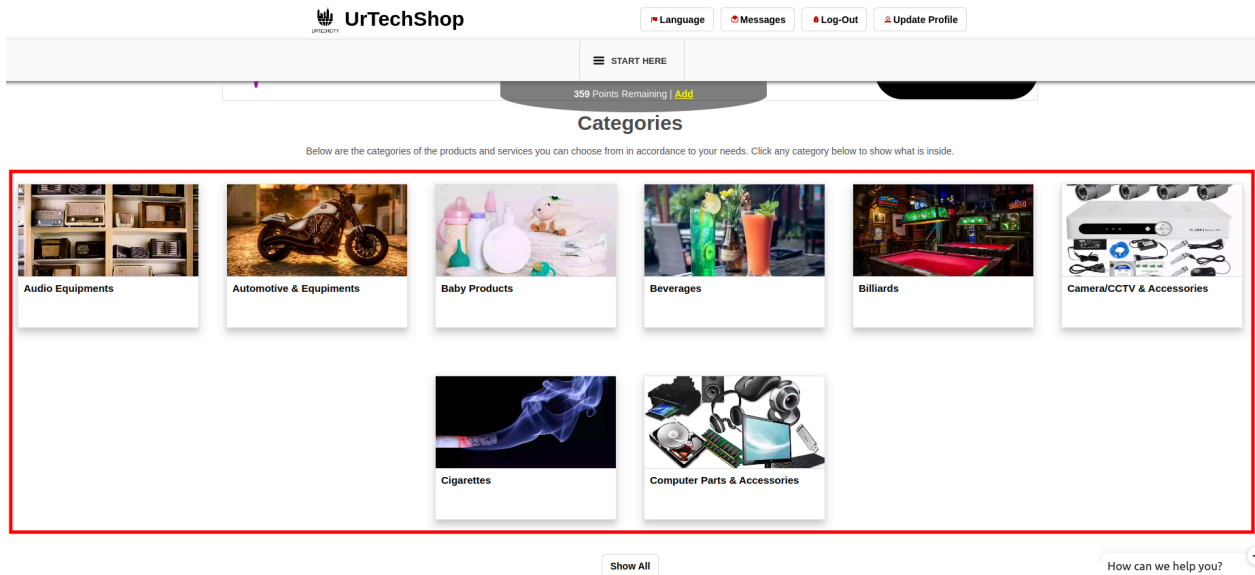 UrTechShop
URTECHCITY
Language
Messages
Log-Out
Update Profile
START HERE
359 Points Remaining | Add
Categories
Below are the categories of the products and services you can choose from in accordance to your needs. Click any category below to show what is inside.
Audio Equipments
Automotive & Equpiments
Baby Products
Beverages
Billiards
Camera/CCTV & Accessories
Cigarettes
Computer Parts & Accessories
Show All
How can we help you?